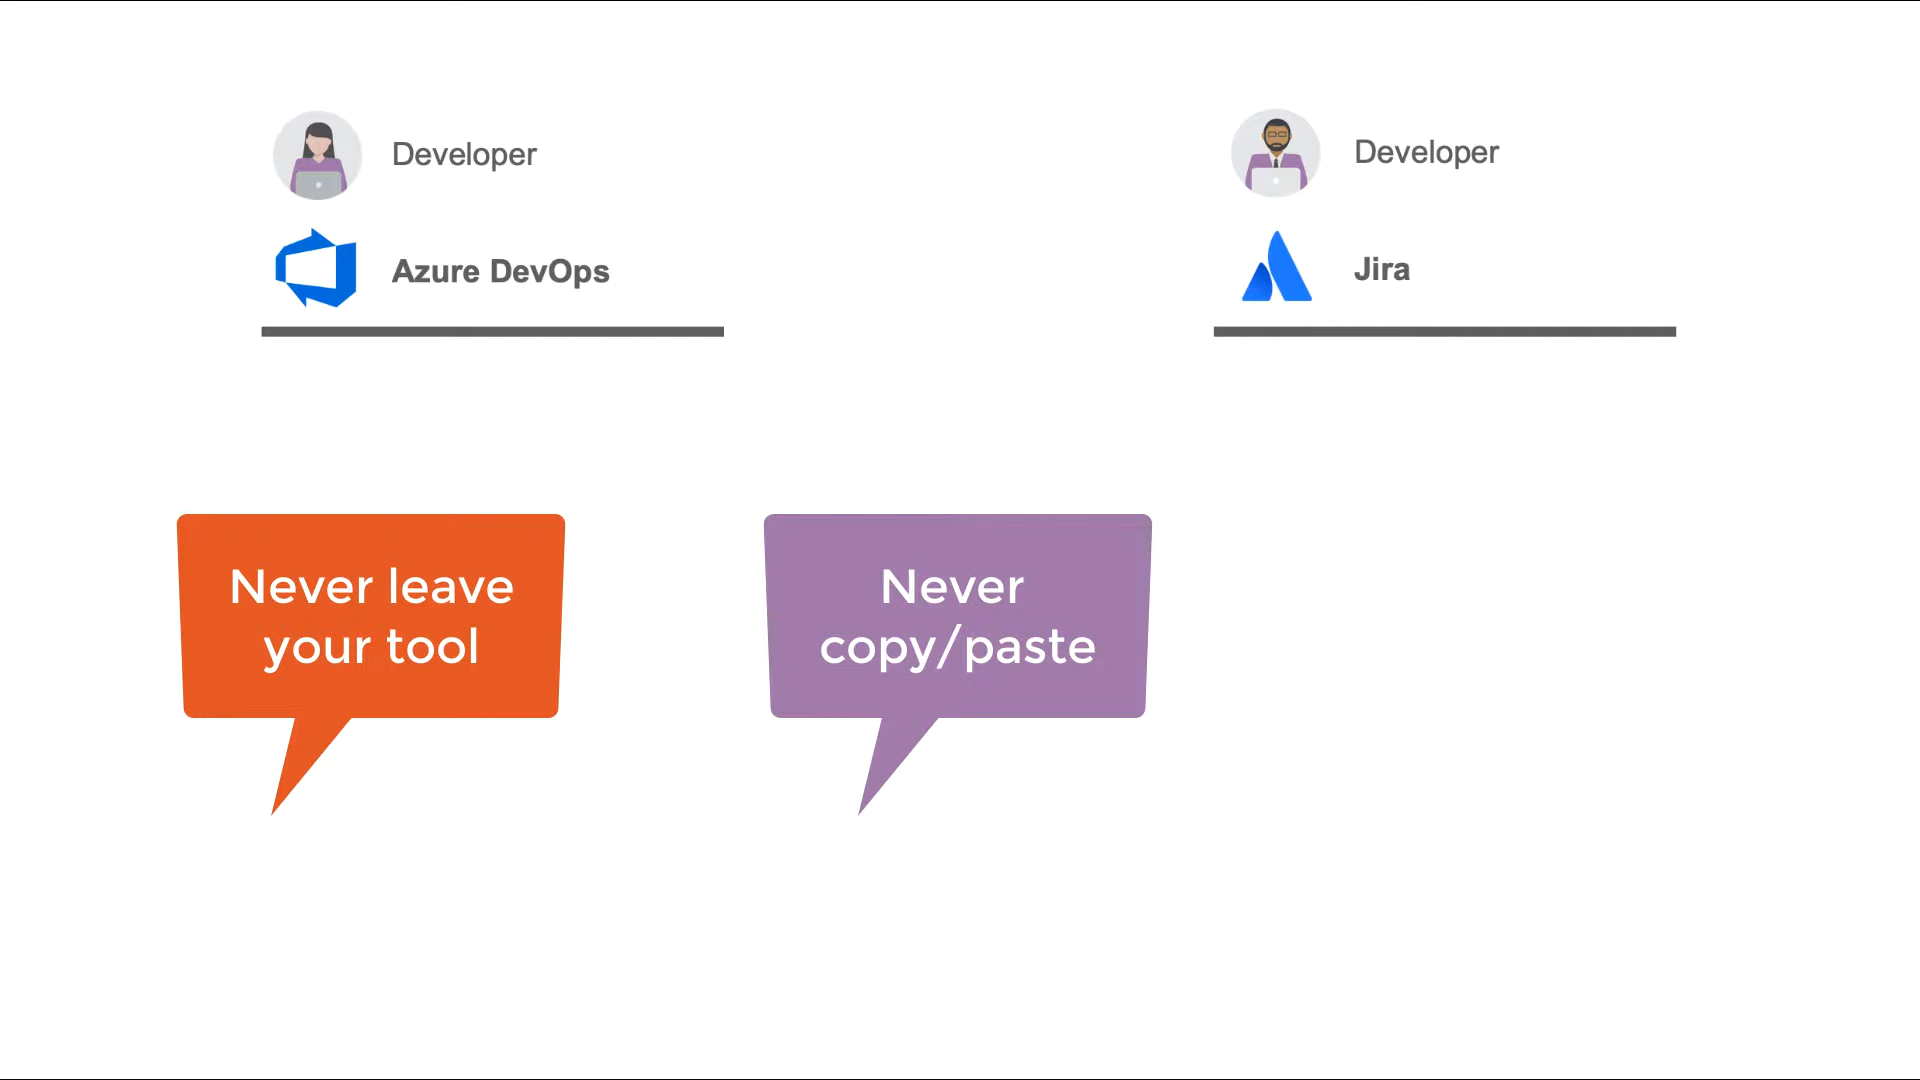 Developer
Azure DevOps
Developer
Jira
Never leave
your tool
Never
copy/paste